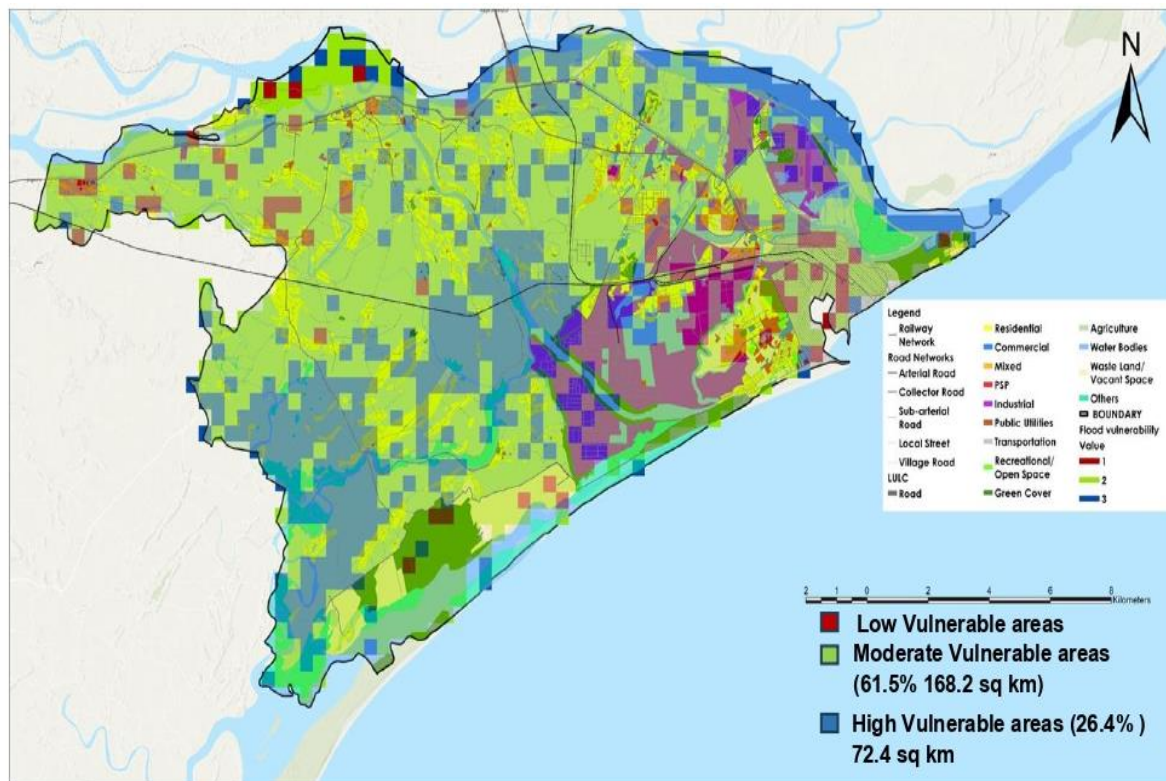 N
Legend
Railway
Network
Road Networks
Arterial Road
Collector Road
Sub-arterial
Road
Local Street
Village Road
LULC
Road
Residential
Commercial
Mixed
PSP
Industrial
Public Utilities
Transportation
Recreational/
Open Space
Green Cover
Agriculture
Water Bodies
Waste Land/
Vacant Space
Others
BOUNDARY
Flood vulnerability
Value
1
2
3
2 1 0 2 4 6 8
Kilometers
Low Vulnerable areas
Moderate Vulnerable areas
(61.5% 168.2 sq km)
High Vulnerable areas (26.4% )
72.4 sq km